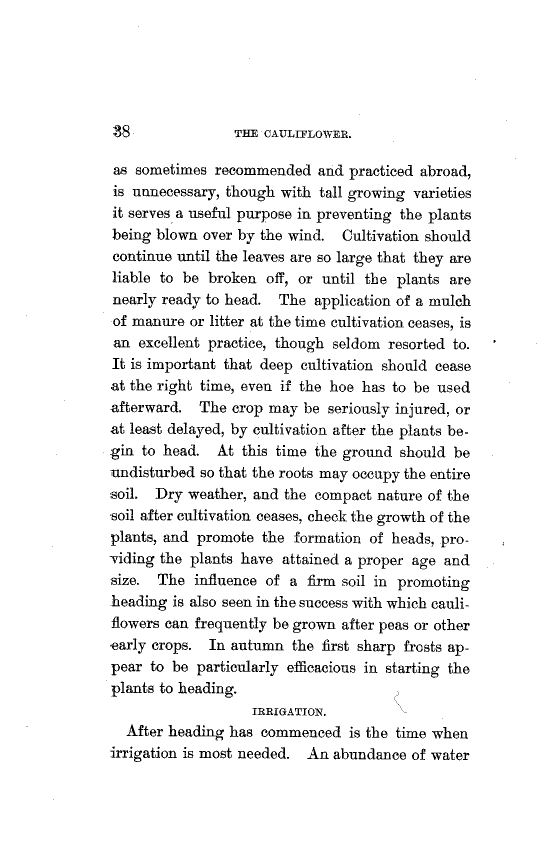 38 THE CAULIFLOWER.
as sometimes recommended and practiced abroad,
is unnecessary, though with tall growing varieties
it serves a useful purpose in preventing the plants
being blown over by the wind. Cultivation should
continue until the leaves are so large that they are
liable to be broken off, or until the plants are
nearly ready to head. The application of a mulch
of manure or litter at the time cultivation ceases, is
an excellent practice, though seldom resorted to.
It is important that deep cultivation should cease
at the right time, even if the hoe has to be used
afterward. The crop may be seriously injured, or
at least delayed, by cultivation after the plants be-
gin to head. At this time the ground should be
undisturbed so that the roots may occupy the entire
soil. Dry weather, and the compact nature of the
soil after cultivation ceases, check the growth of the
plants, and promote the formation of heads, pro-
viding the plants have attained a proper age and
size. The influence of a firm soil in promoting
heading is also seen in the success with which cauli-
flowers can frequently be grown after peas or other
early crops. In autumn the first sharp frosts ap-
pear to be particularly efficacious in starting the
plants to heading.
IRRIGATION.
After heading has commenced is the time when
irrigation is most needed. An abundance of water